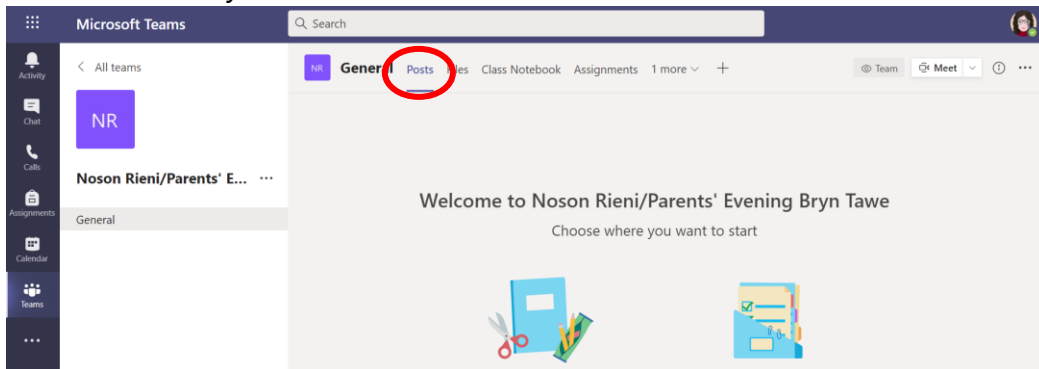 Microsoft Teams
Search
Activity
Chat
Calls
Assignments
Calendar
Teams
All teams
NR
Noson Rieni/Parents' E...
General
NR General Posts Files Class Notebook Assignments 1 more
Team Meet
Welcome to Noson Rieni/Parents' Evening Bryn Tawe
Choose where you want to start